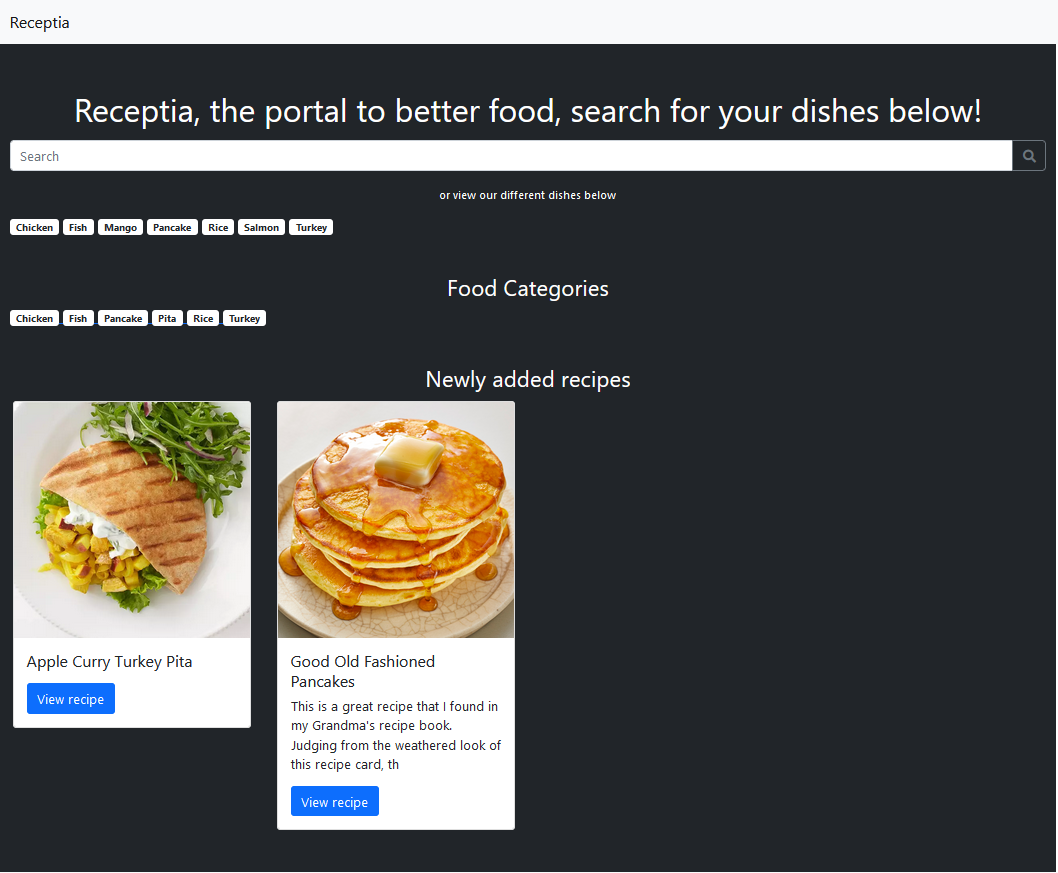 Receptia
Receptia, the portal to better food, search for your dishes below!
Search
or view our different dishes below
Chicken Fish Mango Pancake Rice Salmon Turkey
Food Categories
Chicken Fish Pancake Pita Rice Turkey
Newly added recipes
Apple Curry Turkey Pita
View recipe
Good Old Fashioned
Pancakes
This is a great recipe that I found in
my Grandma's recipe book.
Judging from the weathered look of
this recipe card, th
View recipe